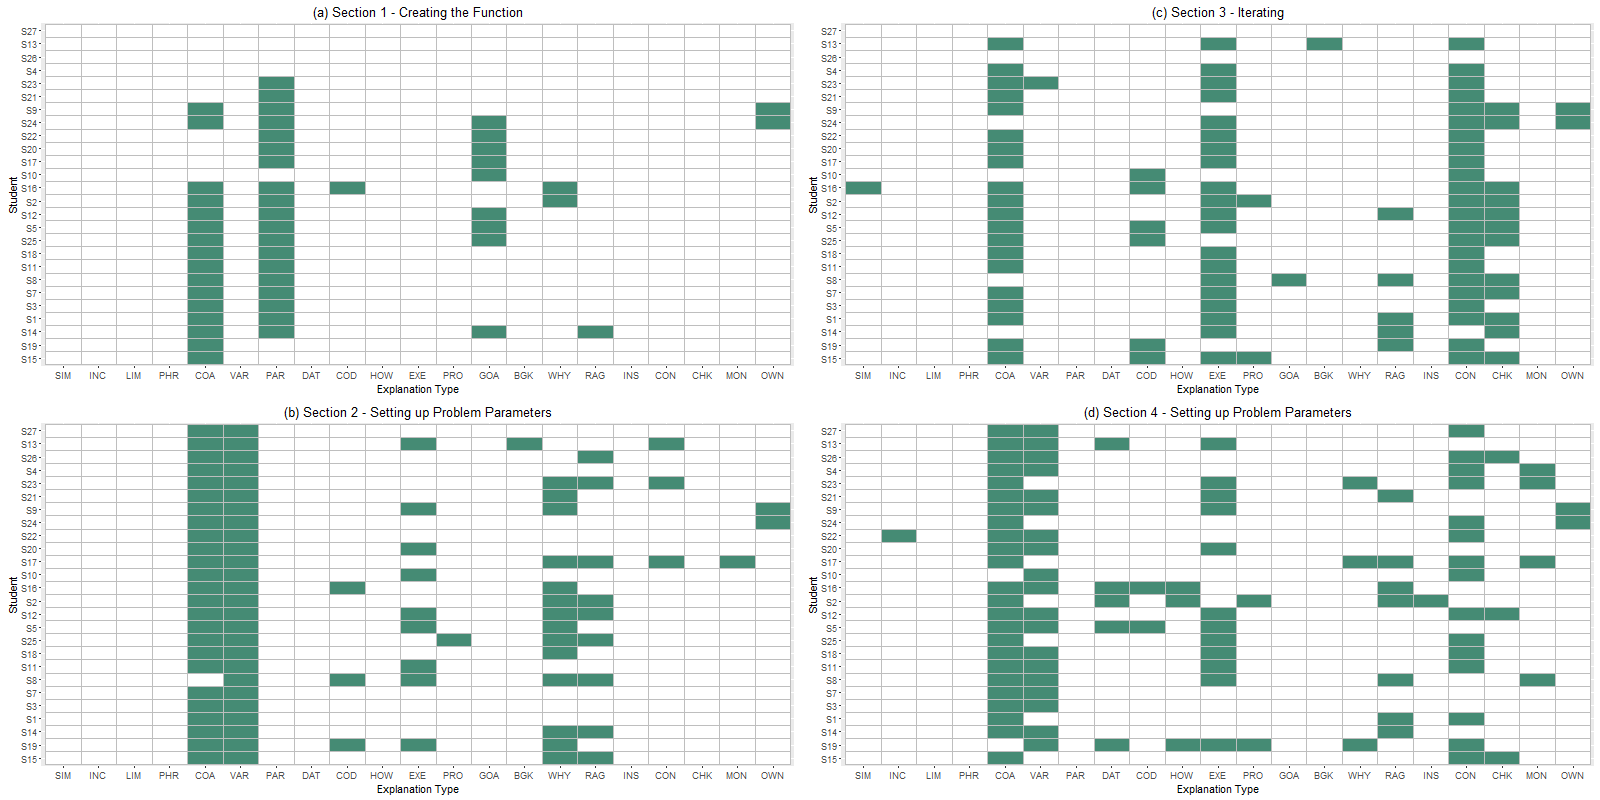 (a) Section 1 - Creating the Function
Student
S27
S13
S26
S4
S23
S21
S9
S24
S22
S20
S17
S10
S16
S2
S12
S5
S25
S18
S11
S8
S7
S3
S1
S14
S19
S15
SIM INC LIM PHR COA VAR PAR DAT COD HOW EXE PRO GOA BGK WHY RAG INS CON CHK MON OWN
Explanation Type
(c) Section 3 - Iterating
Student
S27
S13
S26
S4
S23
S21
S9
S24
S22
S20
S17
S10
S16
S2
S12
S5
S25
S18
S11
S8
S7
S3
S1
S14
S19
S15
SIM INC LIM PHR COA VAR PAR DAT COD HOW EXE PRO GOA BGK WHY RAG INS CON CHK MON OWN
Explanation Type
(b) Section 2 - Setting up Problem Parameters
Student
S27
S13
S26
S4
S23
S21
S9
S24
S22
S20
S17
S10
S16
S2
S12
S5
S25
S18
S11
S8
S7
S3
S1
S14
S19
S15
SIM INC LIM PHR COA VAR PAR DAT COD HOW EXE PRO GOA BGK WHY RAG INS CON CHK MON OWN
Explanation Type
(d) Section 4 - Setting up Problem Parameters
Student
S27
S13
S26
S4
S23
S21
S9
S24
S22
S20
S17
S10
S16
S2
S12
S5
S25
S18
S11
S8
S7
S3
S1
S14
S19
S15
SIM INC LIM PHR COA VAR PAR DAT COD HOW EXE PRO GOA BGK WHY RAG INS CON CHK MON OWN
Explanation Type